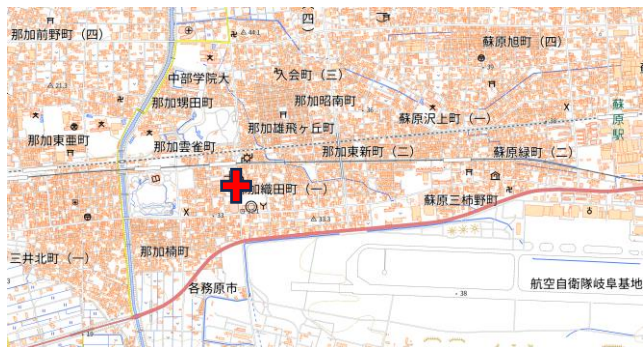 那加前野町（四）
（四）
蘇原旭町（四）
中部学院大
入会町（三）
那加甥田町
那加昭南町
蘇原沢上町（一）
那加雄飛ヶ丘町
蘇原駅
那加東亜町
那加雲雀町
那加東新町（二）
蘇原緑町（二）
加織田町（一）
蘇原三柿野町
三井北町（一）
那加楠町
各務原市
航空自衛隊岐阜基地
38